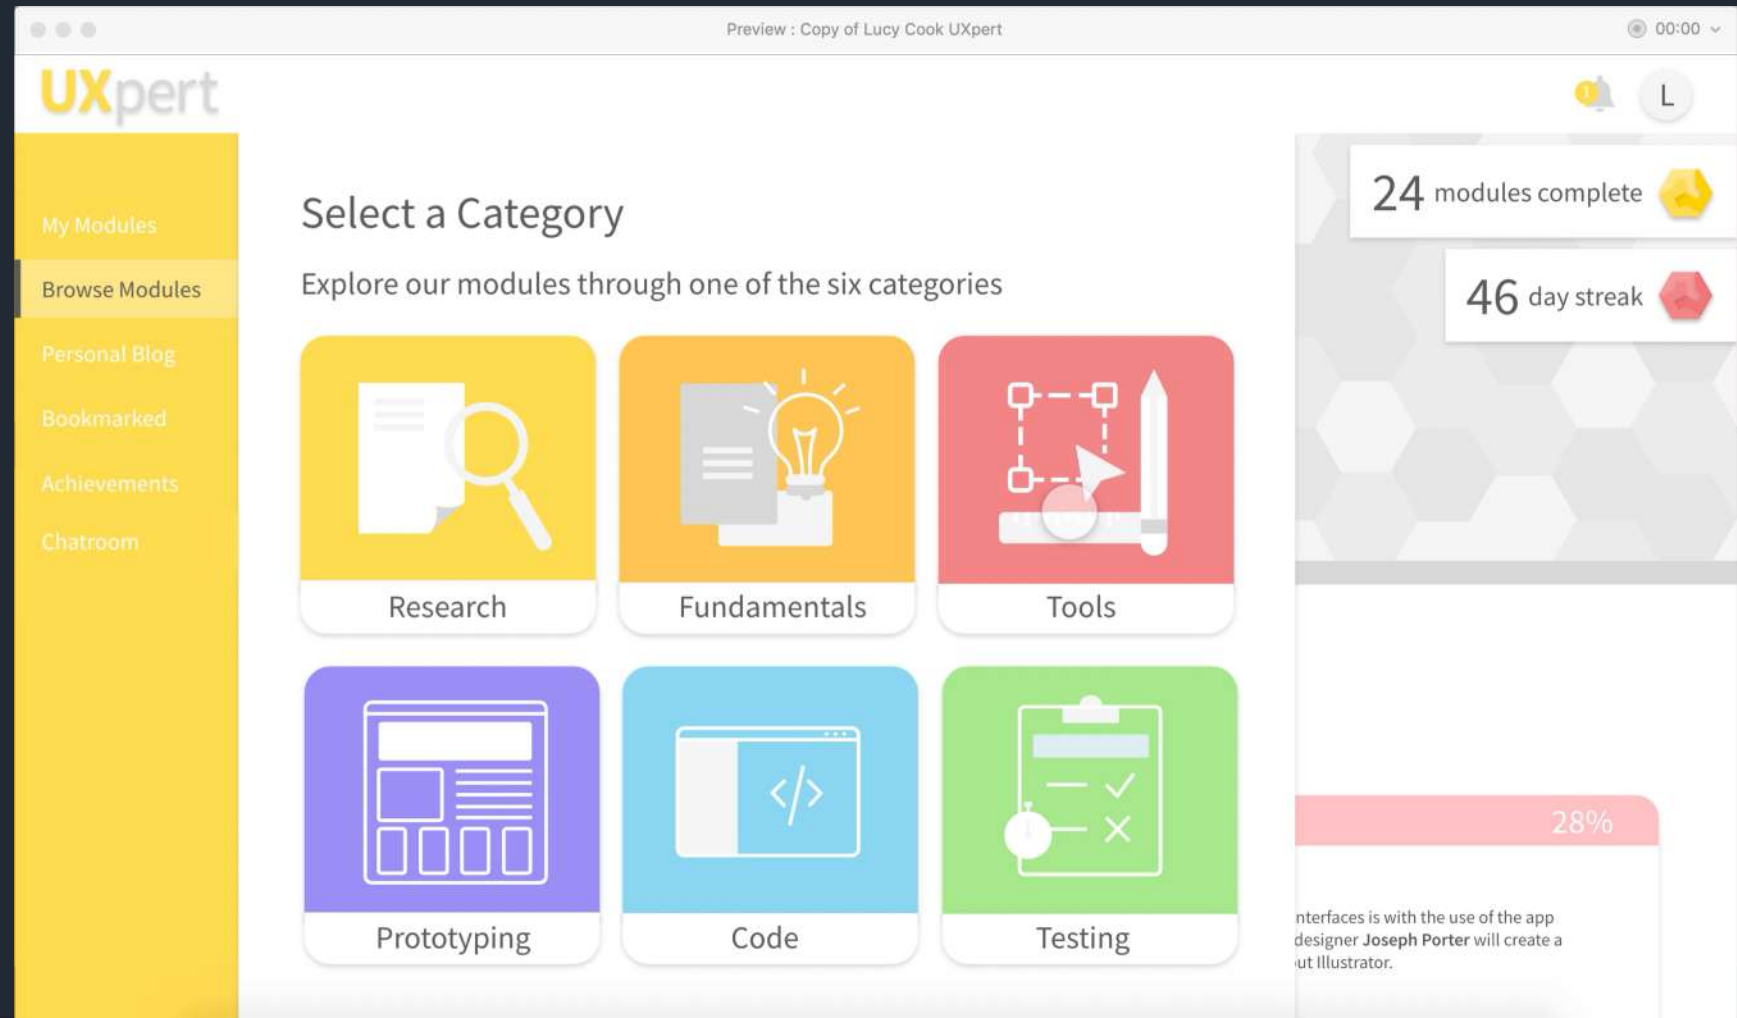 Preview : Copy of Lucy Cook UXpert
00:00
UXpert
1
L
My Modules
Browse Modules
Personal Blog
Bookmarked
Achievements
Chatroom
Select a Category
Explore our modules through one of the six categories
Research
Fundamentals
Tools
Prototyping
</>
Code
Testing
24 modules complete
46 day streak
28%
nterfaces is with the use of the app
designer Joseph Porter will create a
ut Illustrator.